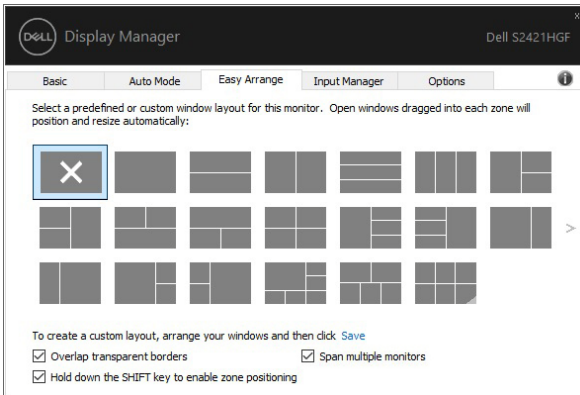 DELL Display Manager Dell S2421HGF
Basic Auto Mode Easy Arrange Input Manager Options
Select a predefined or custom window layout for this monitor. Open windows dragged into each zone will
position and resize automatically:
To create a custom layout, arrange your windows and then click Save
Overlap transparent borders Span multiple monitors
Hold down the SHIFT key to enable zone positioning